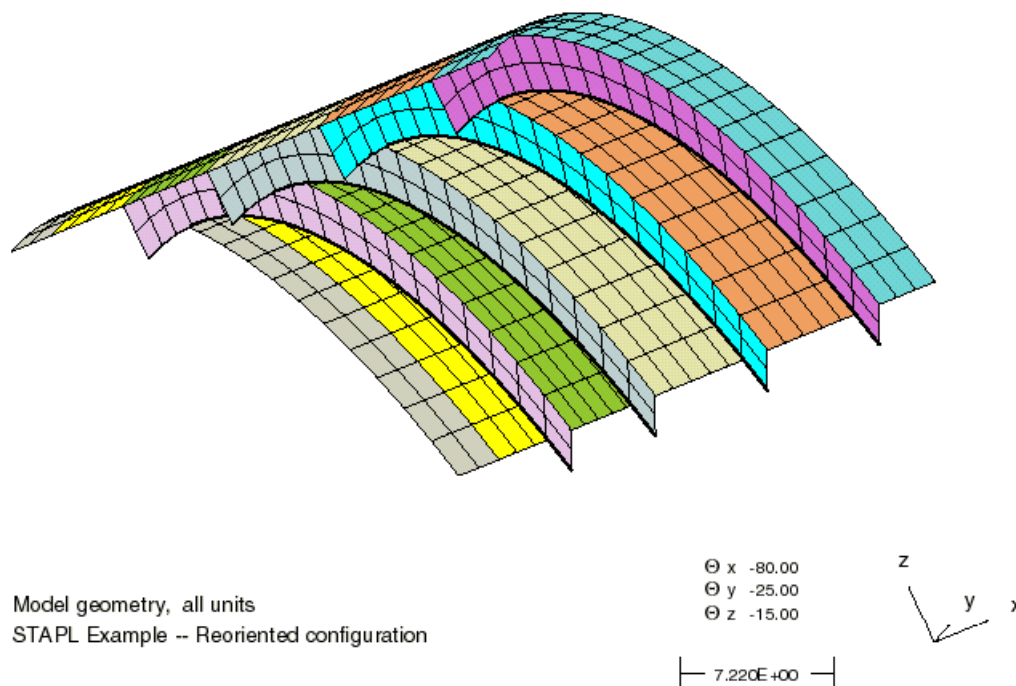 Model geometry, all units
STAPL Example -- Reoriented configuration
Θ x -80.00
Θ y -25.00
Θ z -15.00
7.220E+00
z
y
x